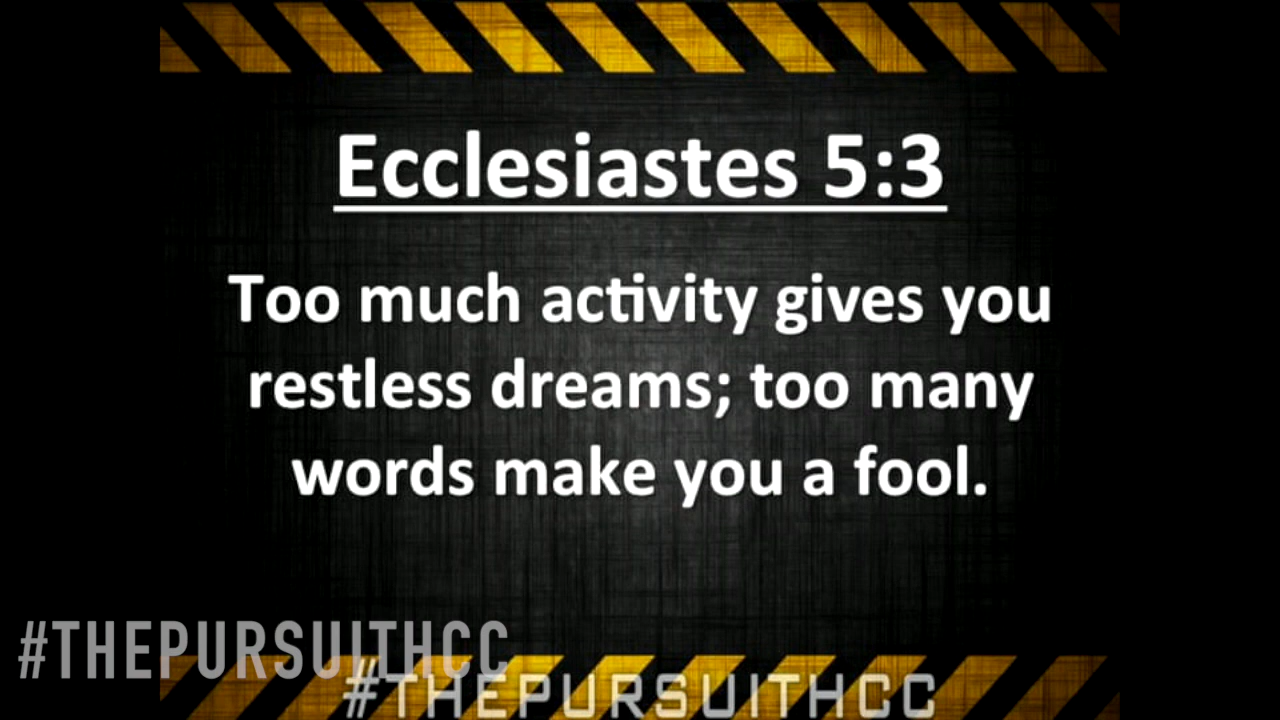 Ecclesiastes 5:3
Too much activity gives you
restless dreams; too many
words make you a fool.
#THEPURSUITHCC
#THEPURSUITHCC